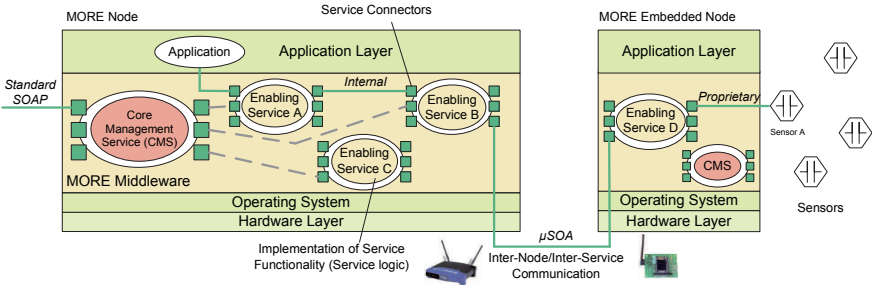 MORE Node
Service Connectors
MORE Embedded Node
Application
Application Layer
Application Layer
Standard
SOAP
Internal
Proprietary
Enabling
Service A
Enabling
Service B
Enabling
Service D
Sensor A
Core
Management
Service (CMS)
Enabling
Service C
CMS
MORE Middleware
Operating System
Hardware Layer
Operating System
Hardware Layer
Sensors
Implementation of Service
Functionality (Service logic)
µSOA
Inter-Node/Inter-Service
Communication